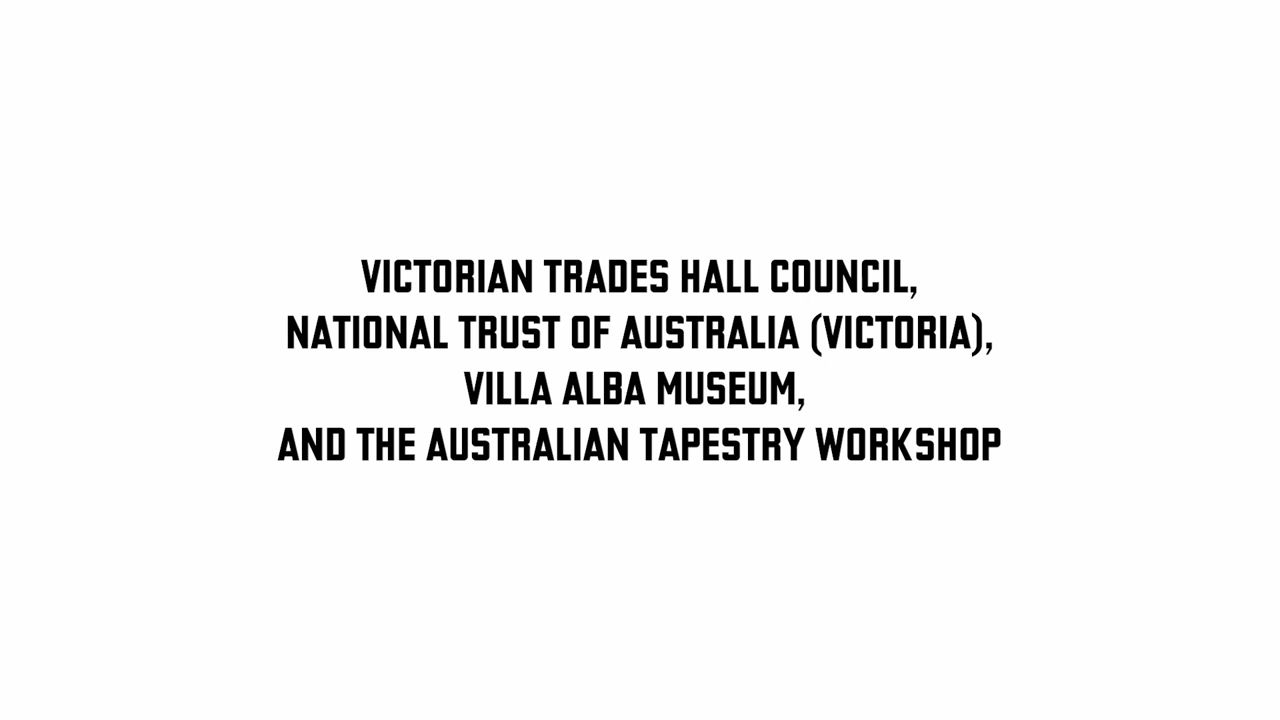 VICTORIAN TRADES HALL COUNCIL,
NATIONAL TRUST OF AUSTRALIA (VICTORIA),
VILLA ALBA MUSEUM,
AND THE AUSTRALIAN TAPESTRY WORKSHOP